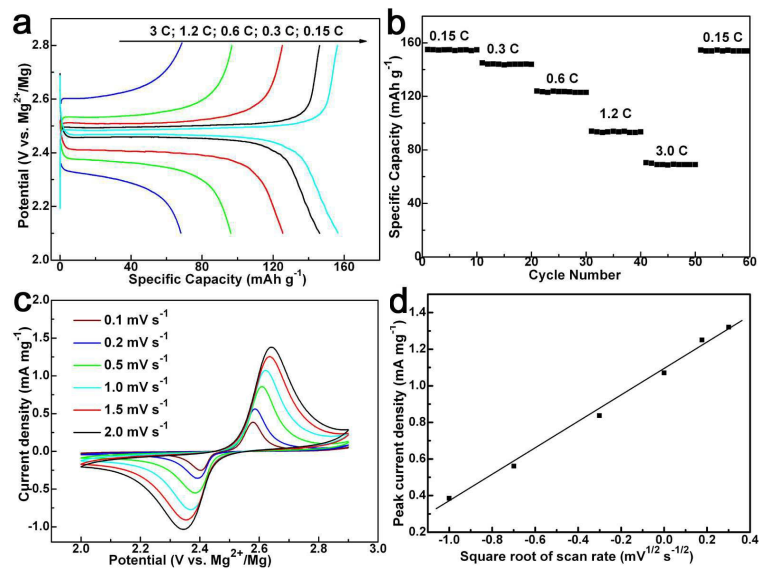 a
3 C; 1.2 C; 0.6 C; 0.3 C; 0.15 C
2.8
2.6
2.4
2.2
2.0
Potential (V vs. Mg2+/Mg)
0 40 80 120 160
Specific Capacity (mAh g-1)
b
0.15 C
0.3 C
0.6 C
1.2 C
3.0 C
0.15 C
160
120
80
40
0
Specific Capacity (mAh g-1)
0 10 20 30 40 50 60
Cycle Number
c
0.1 mV s-1
0.2 mV s-1
0.5 mV s-1
1.0 mV s-1
1.5 mV s-1
2.0 mV s-1
2.0
1.5
1.0
0.5
0.0
-0.5
-1.0
Current density (mA mg-1)
2.0 2.2 2.4 2.6 2.8 3.0
Potential (V vs. Mg2+/Mg)
d
1.4
1.2
1.0
0.8
0.6
0.4
0.2
Peak current density (mA mg-1)
-1.0 -0.8 -0.6 -0.4 -0.2 0.0 0.2 0.4
Square root of scan rate (mV1/2 s-1/2)